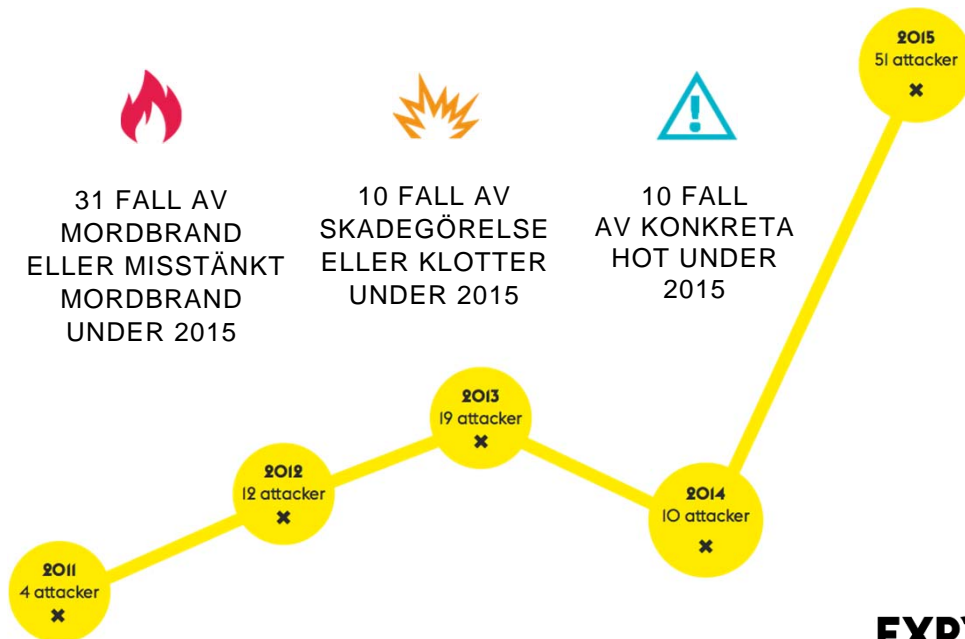 2015
51 attacker
31 FALL AV
MORDBRAND
ELLER MISSTÄNKT
MORDBRAND
UNDER 2015
10 FALL AV
SKADEGÖRELSE
ELLER KLOTTER
UNDER 2015
10 FALL
AV KONKRETA
HOT UNDER
2015
2013
19 attacker
2012
12 attacker
2014
10 attacker
2011
4 attacker